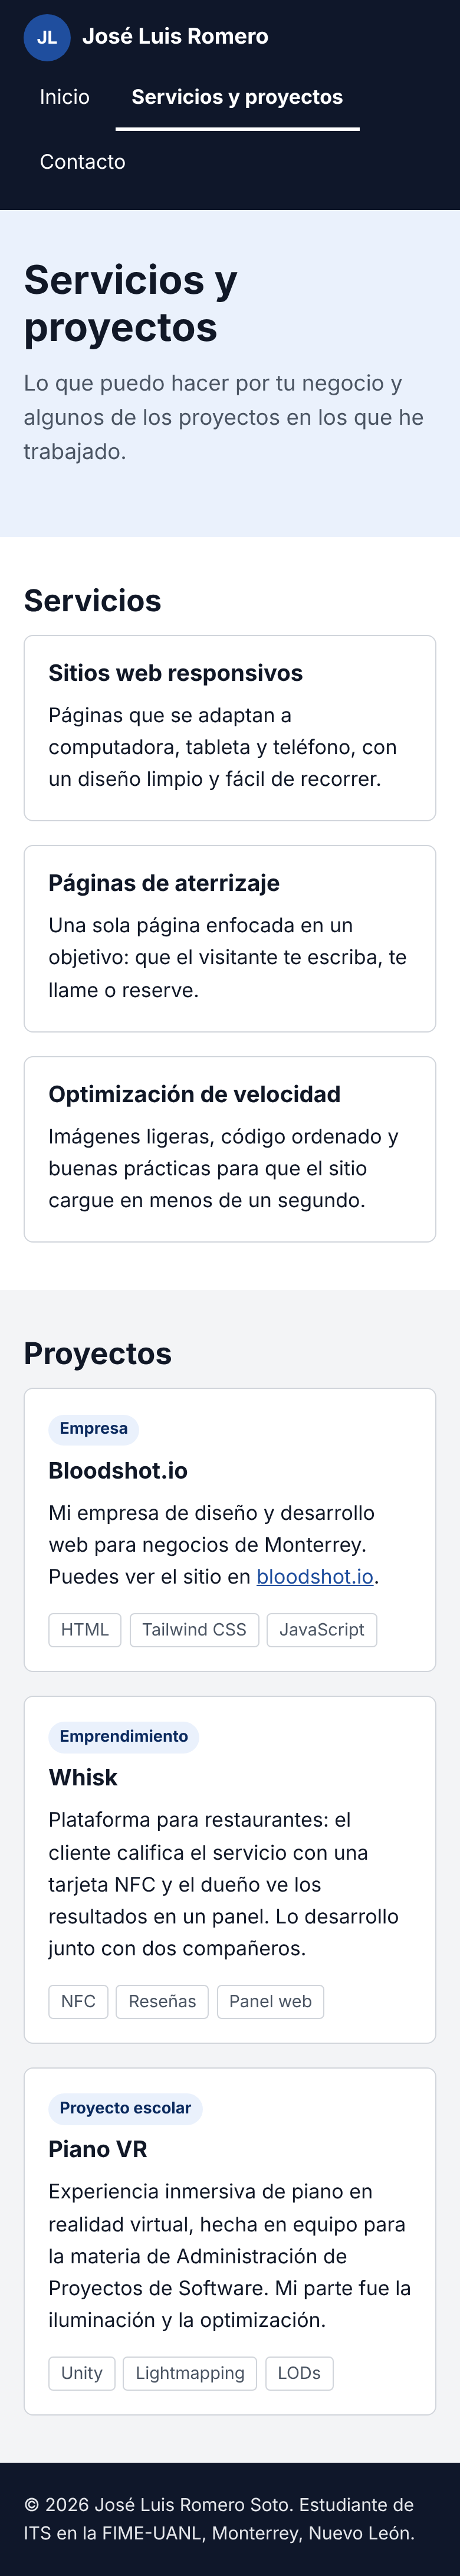 JL José Luis Romero
Inicio Servicios y proyectos
Contacto
Servicios y
proyectos
Lo que puedo hacer por tu negocio y
algunos de los proyectos en los que he
trabajado.
Servicios
Sitios web responsivos
Páginas que se adaptan a
computadora, tableta y teléfono, con
un diseño limpio y fácil de recorrer.
Páginas de aterrizaje
Una sola página enfocada en un
objetivo: que el visitante te escriba, te
llame o reserve.
Optimización de velocidad
Imágenes ligeras, código ordenado y
buenas prácticas para que el sitio
cargue en menos de un segundo.
Proyectos
Empresa
Bloodshot.io
Mi empresa de diseño y desarrollo
web para negocios de Monterrey.
Puedes ver el sitio en bloodshot.io.
HTML Tailwind CSS JavaScript
Emprendimiento
Whisk
Plataforma para restaurantes: el
cliente califica el servicio con una
tarjeta NFC y el dueño ve los
resultados en un panel. Lo desarrollo
junto con dos compañeros.
NFC Reseñas Panel web
Proyecto escolar
Piano VR
Experiencia inmersiva de piano en
realidad virtual, hecha en equipo para
la materia de Administración de
Proyectos de Software. Mi parte fue la
iluminación y la optimización.
Unity Lightmapping LODs
© 2026 José Luis Romero Soto. Estudiante de
ITS en la FIME-UANL, Monterrey, Nuevo León.